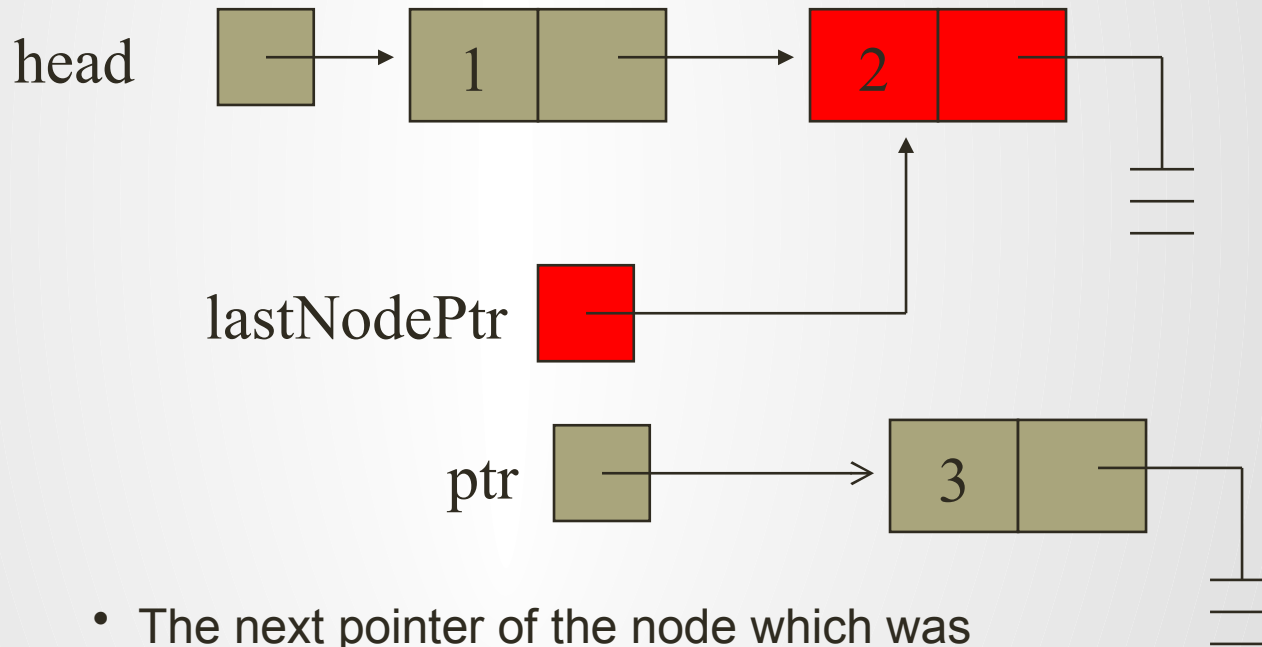 head
1
2
lastNodePtr
ptr
3
• The next pointer of the node which was